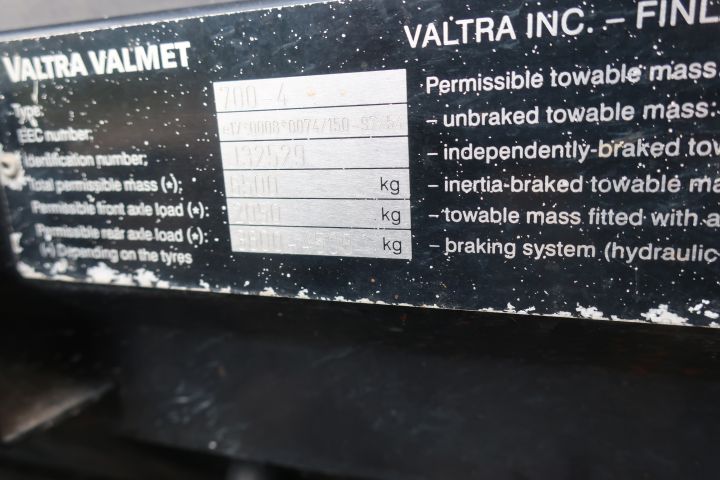 VALTRA VALMET
VALTRA INC. – FINL
Type: 700-4
EEC number:
Identification number: J32529
Total permissible mass (*): 6500 kg
Permissible front axle load (*): kg
Permissible rear axle load (*): kg
(*) Depending on the tyres
Permissible towable mass
– unbraked towable mass:
– independently-braked tow
– inertia-braked towable ma
– towable mass fitted with a
– braking system (hydraulic